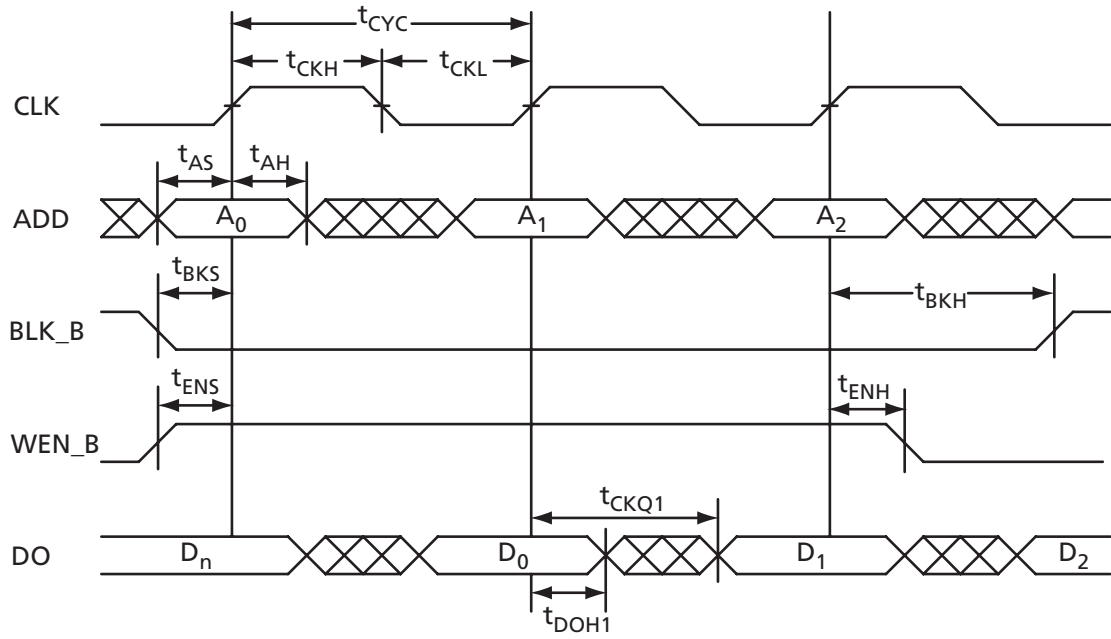 tCYC
tCKH tCKL
CLK
tAS tAH
ADD A0 A1 A2
tBKS tBKH
BLK_B
tENS tENH
WEN_B
tCKQ1
DO Dn D0 D1 D2
tDOH1